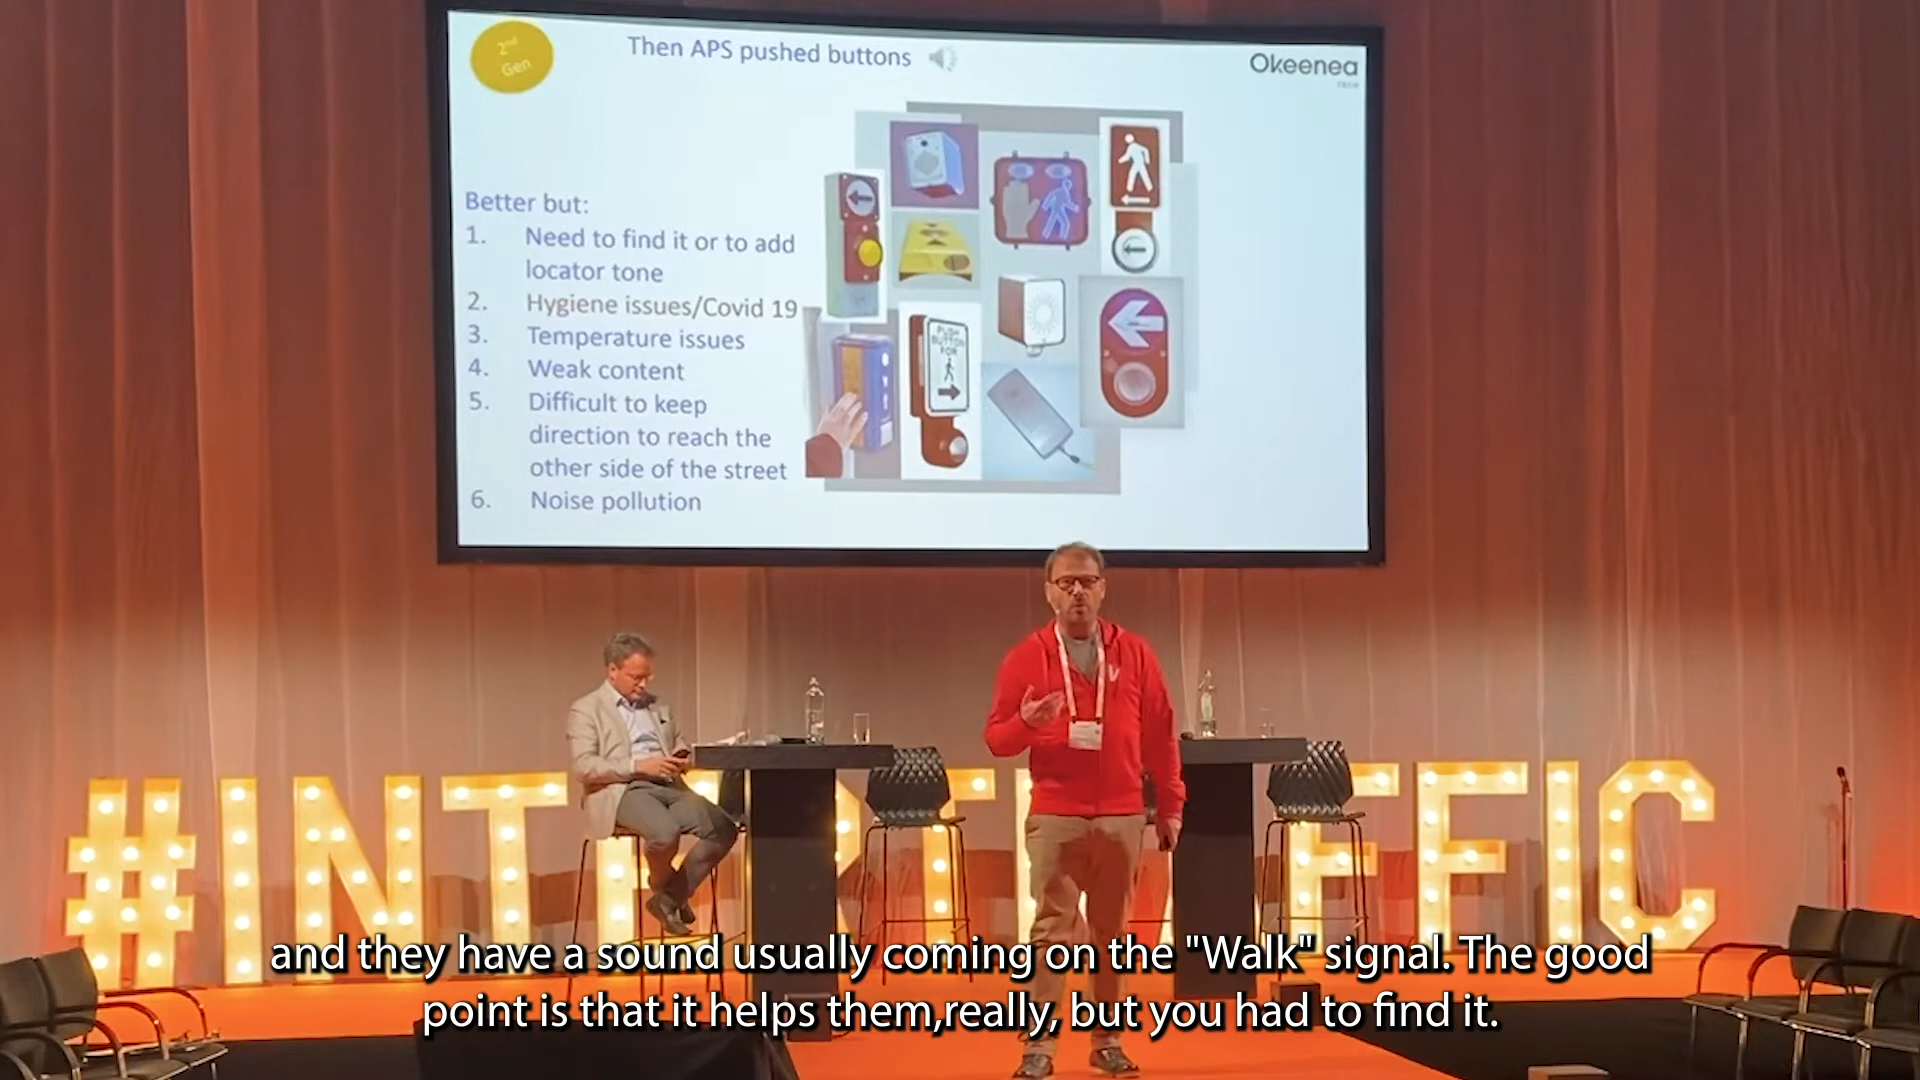 2nd
Gen
Then APS pushed buttons
Okeenea
Better but:
1. Need to find it or to add
locator tone
2. Hygiene issues/Covid 19
3. Temperature issues
4. Weak content
5. Difficult to keep
direction to reach the
other side of the street
6. Noise pollution
PUSH
BUTTON
FOR
#INTERTRAFFIC
and they have a sound usually coming on the "Walk" signal. The good
point is that it helps them,really, but you had to find it.